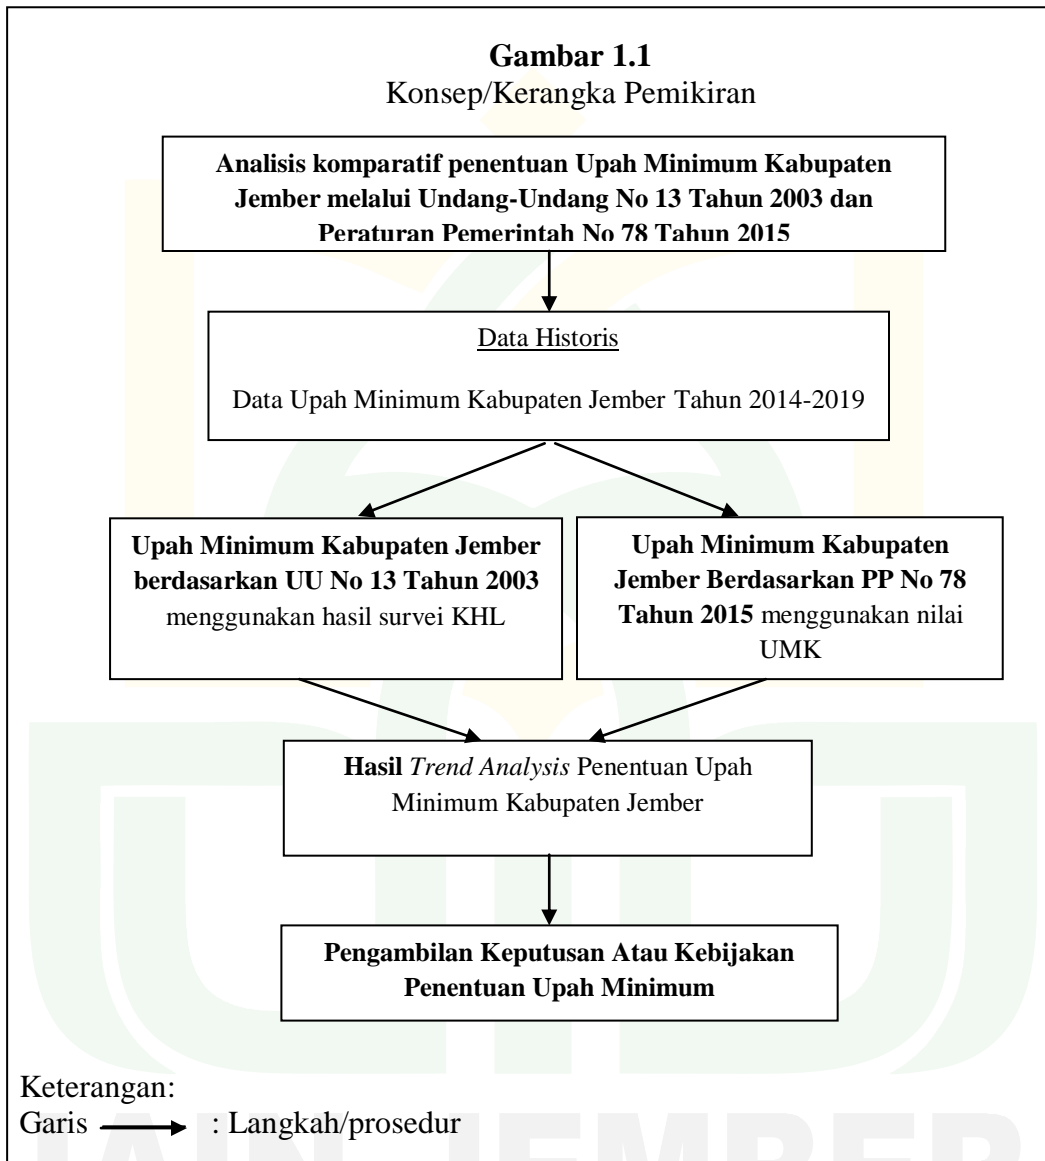 Gambar 1.1
Konsep/Kerangka Pemikiran
Analisis komparatif penentuan Upah Minimum Kabupaten
Jember melalui Undang-Undang No 13 Tahun 2003 dan
Peraturan Pemerintah No 78 Tahun 2015
Data Historis
Data Upah Minimum Kabupaten Jember Tahun 2014-2019
Upah Minimum Kabupaten Jember
berdasarkan UU No 13 Tahun 2003
menggunakan hasil survei KHL
Upah Minimum Kabupaten
Jember Berdasarkan PP No 78
Tahun 2015 menggunakan nilai
UMK
Hasil Trend Analysis Penentuan Upah
Minimum Kabupaten Jember
Pengambilan Keputusan Atau Kebijakan
Penentuan Upah Minimum
Keterangan:
Garis : Langkah/prosedur
IAIN JEMBER